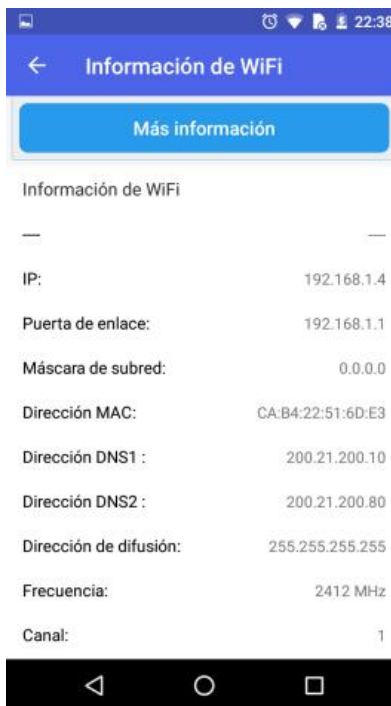 22:38
Información de WiFi
Más información
Información de WiFi
— —
IP: 192.168.1.4
Puerta de enlace: 192.168.1.1
Máscara de subred: 0.0.0.0
Dirección MAC: CA:B4:22:51:6D:E3
Dirección DNS1 : 200.21.200.10
Dirección DNS2 : 200.21.200.80
Dirección de difusión: 255.255.255.255
Frecuencia: 2412 MHz
Canal: 1